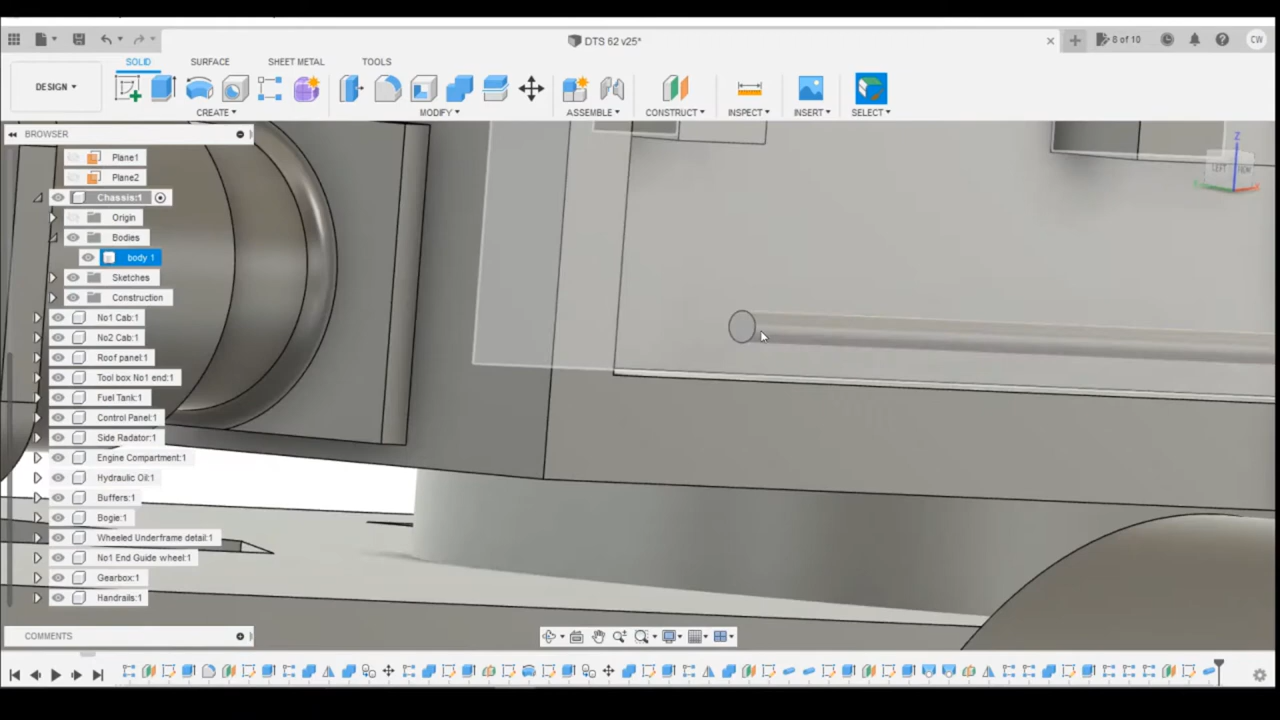 DTS 62 v25*
8 of 10
CW
DESIGN
SOLID
SURFACE
SHEET METAL
TOOLS
CREATE
MODIFY
ASSEMBLE
CONSTRUCT
INSPECT
INSERT
SELECT
BROWSER
Plane1
Plane2
Chassis:1
Origin
Bodies
body 1
Sketches
Construction
No1 Cab:1
No2 Cab:1
Roof panel:1
Tool box No1 end:1
Fuel Tank:1
Control Panel:1
Side Radator:1
Engine Compartment:1
Hydraulic Oil:1
Buffers:1
Bogie:1
Wheeled Underframe detail:1
No1 End Guide wheel:1
Gearbox:1
Handrails:1
COMMENTS
Z
LEFT